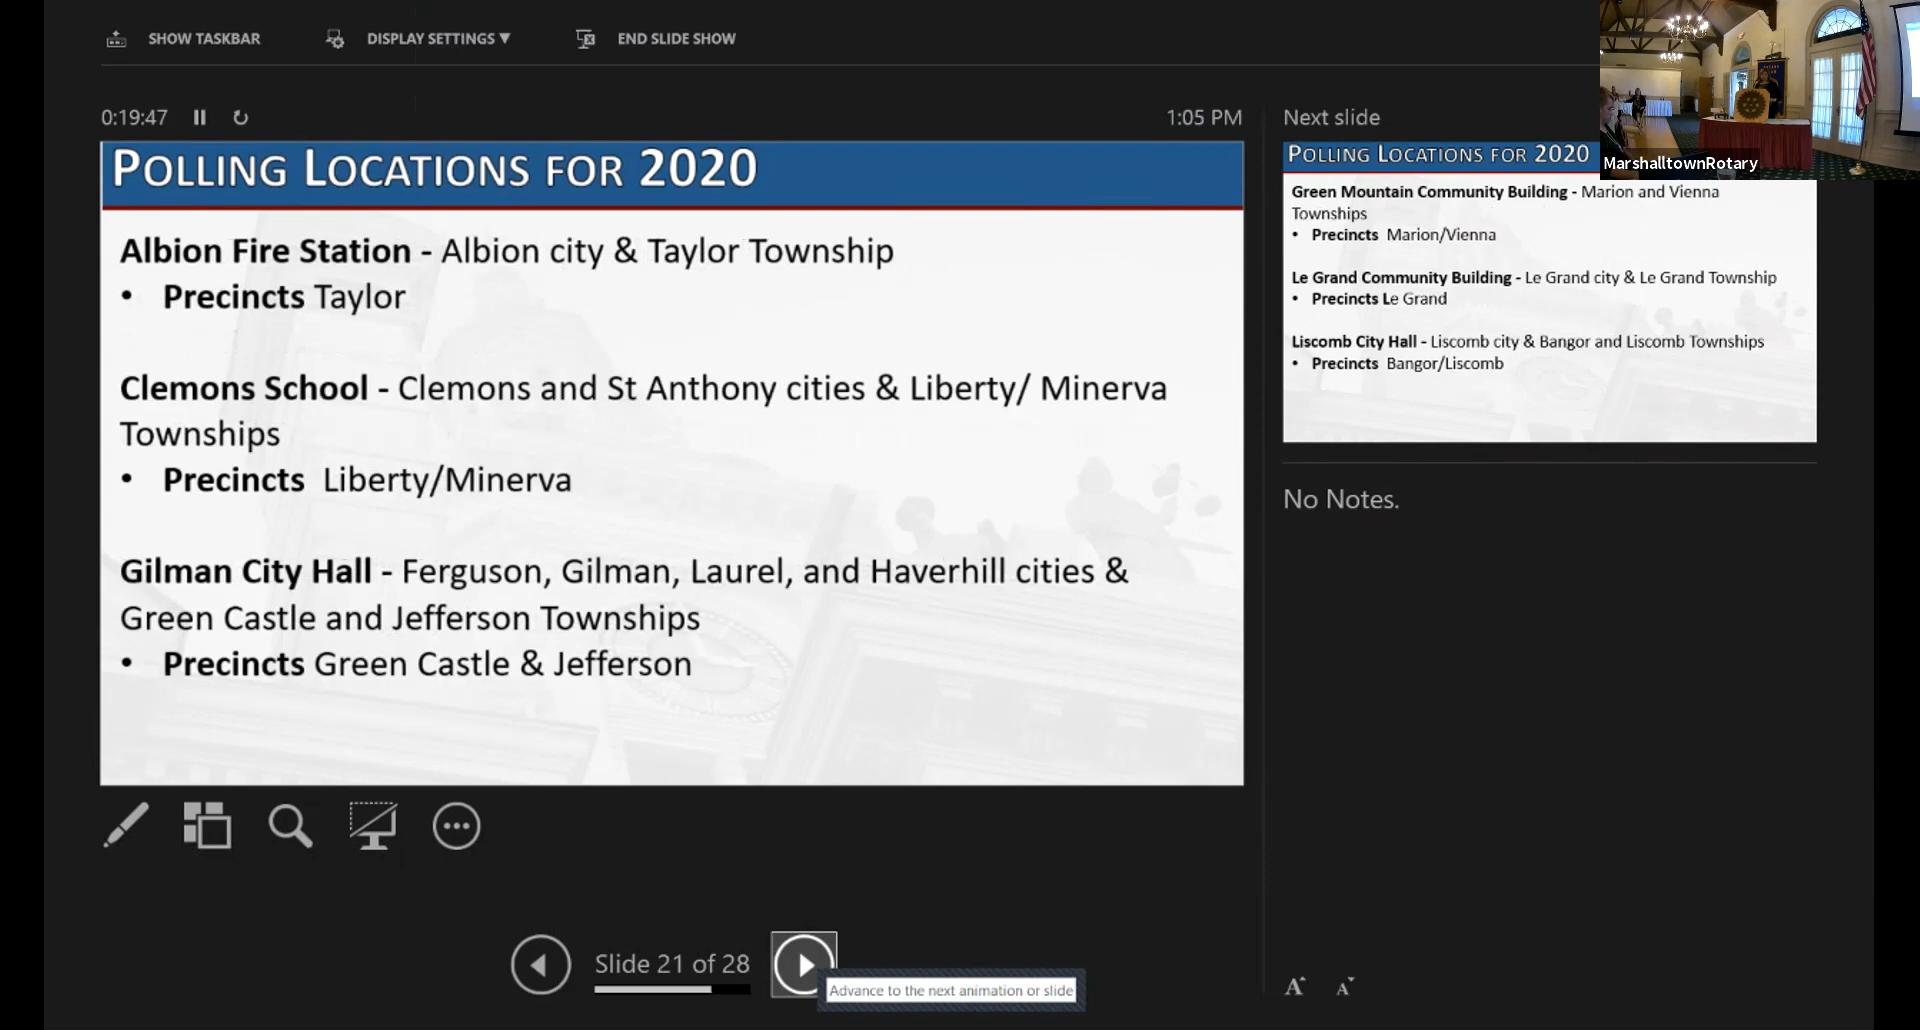 SHOW TASKBAR
DISPLAY SETTINGS ▼
END SLIDE SHOW
0:19:47
1:05 PM
Next slide
POLLING LOCATIONS FOR 2020
Albion Fire Station - Albion city & Taylor Township
• Precincts Taylor
Clemons School - Clemons and St Anthony cities & Liberty/ Minerva
Townships
• Precincts Liberty/Minerva
Gilman City Hall - Ferguson, Gilman, Laurel, and Haverhill cities &
Green Castle and Jefferson Townships
• Precincts Green Castle & Jefferson
POLLING LOCATIONS FOR 2020
Green Mountain Community Building - Marion and Vienna
Townships
• Precincts Marion/Vienna
Le Grand Community Building - Le Grand city & Le Grand Township
• Precincts Le Grand
Liscomb City Hall - Liscomb city & Bangor and Liscomb Townships
• Precincts Bangor/Liscomb
MarshalltownRotary
No Notes.
Slide 21 of 28
Advance to the next animation or slide
A A